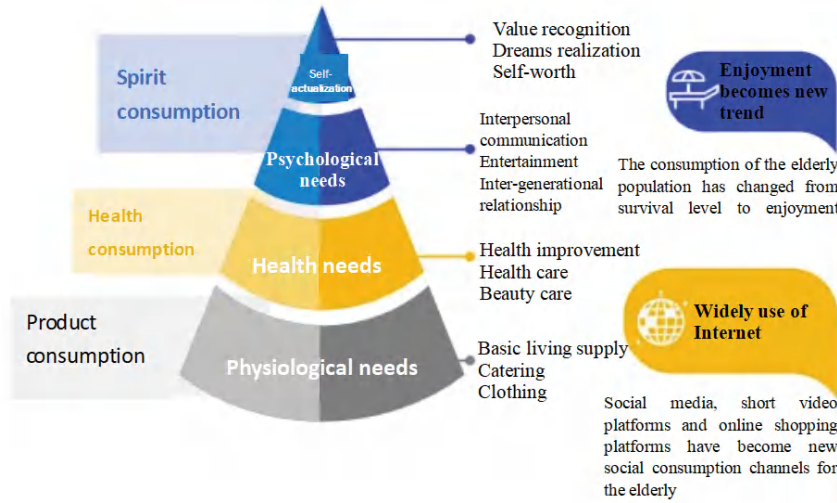 Spirit
consumption
Self-
actualization
Value recognition
Dreams realization
Self-worth
Psychological
needs
Interpersonal
communication
Entertainment
Inter-generational
relationship
Health
consumption
Health needs
Health improvement
Health care
Beauty care
Product
consumption
Physiological needs
Basic living supply
Catering
Clothing
Enjoyment
becomes new
trend
The consumption of the elderly
population has changed from
survival level to enjoyment
Widely use of
Internet
Social media, short video
platforms and online shopping
platforms have become new
social consumption channels for
the elderly